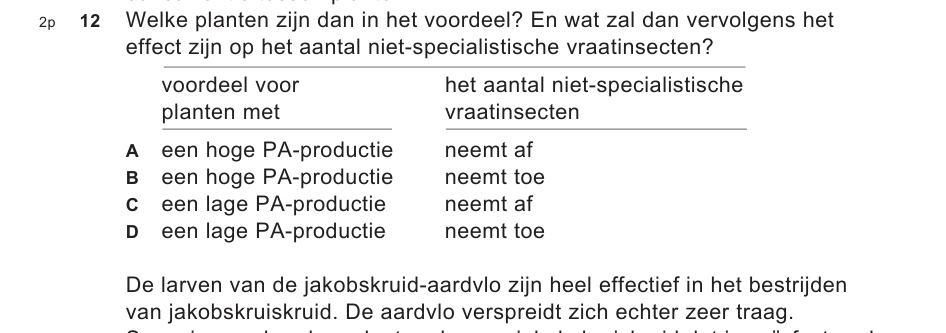 2p 12 Welke planten zijn dan in het voordeel? En wat zal dan vervolgens het
effect zijn op het aantal niet-specialistische vraatinsecten?
voordeel voor het aantal niet-specialistische
planten met vraatinsecten
A een hoge PA-productie neemt af
B een hoge PA-productie neemt toe
C een lage PA-productie neemt af
D een lage PA-productie neemt toe
De larven van de jakobskruid-aardvlo zijn heel effectief in het bestrijden
van jakobskruiskruid. De aardvlo verspreidt zich echter zeer traag.